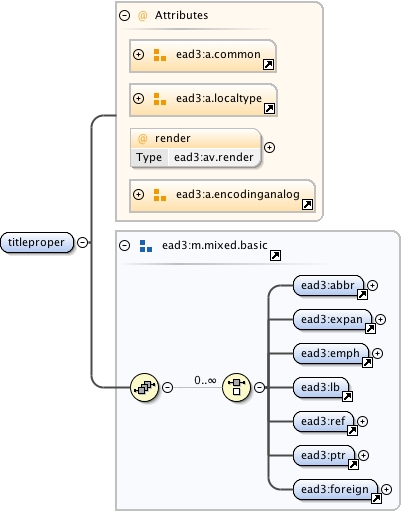 @ Attributes
ead3:a.common
ead3:a.localtype
@ render
Type ead3:av.render
ead3:a.encodinganalog
titleproper
ead3:m.mixed.basic
ead3:abbr
ead3:expan
ead3:emph
0..∞
ead3:lb
ead3:ref
ead3:ptr
ead3:foreign